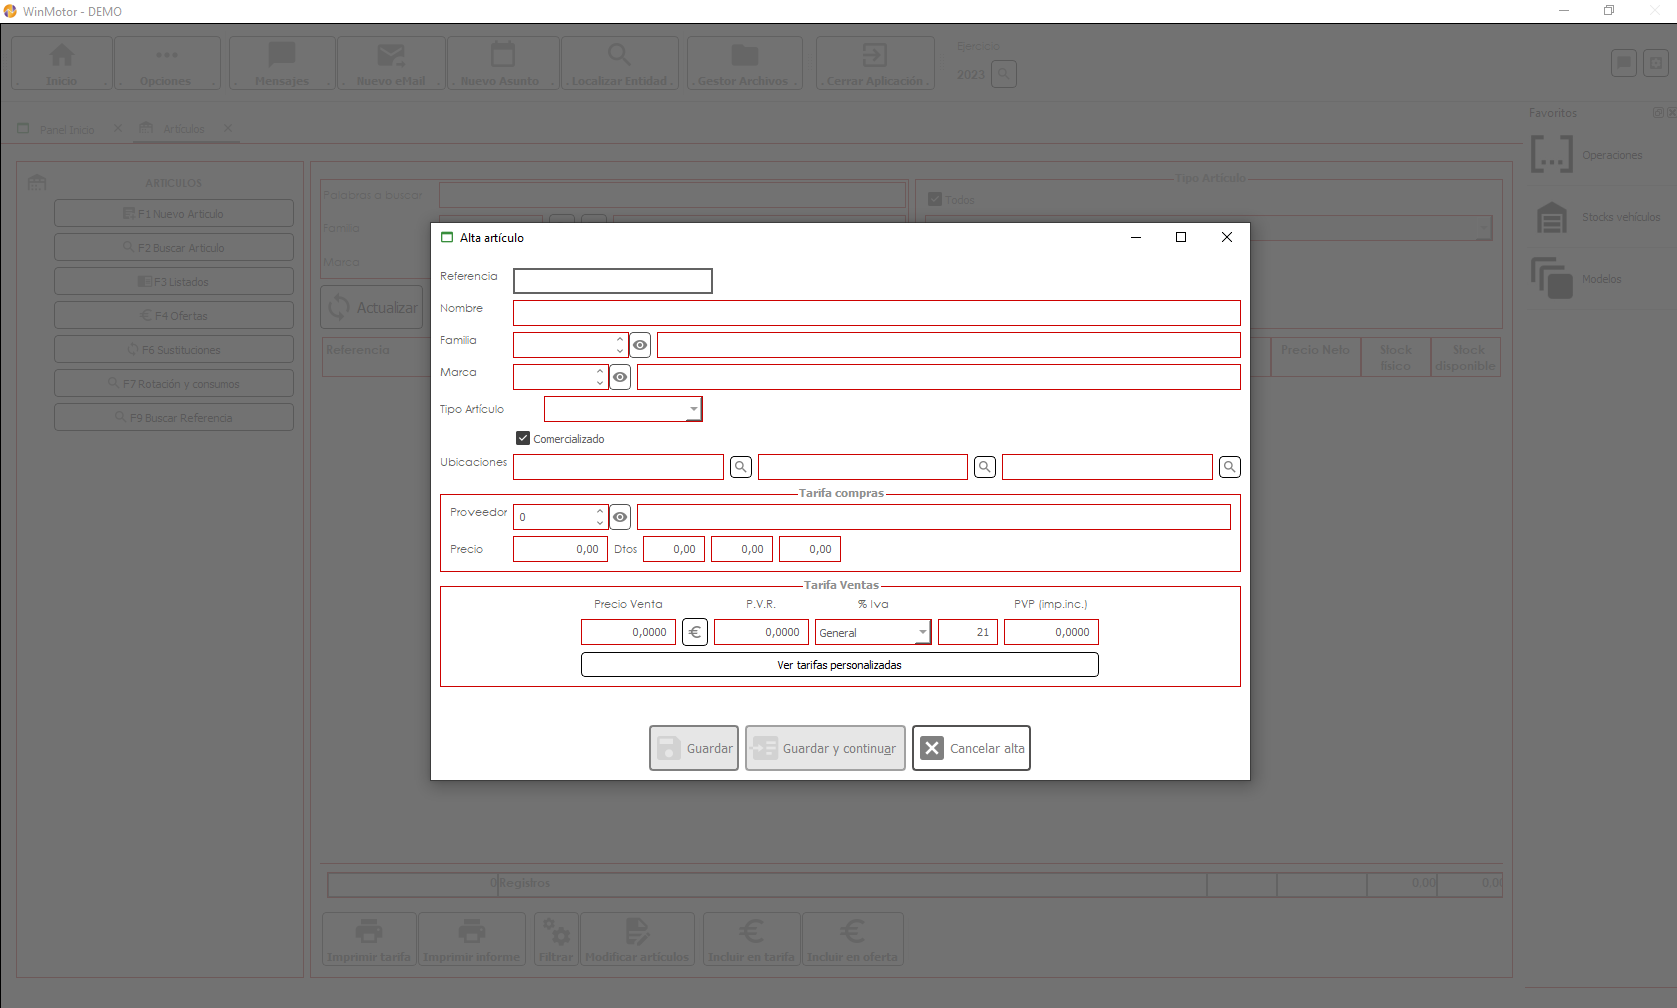 WinMotor - DEMO
Inicio
Opciones
Mensajes
Nuevo eMail
Nuevo Asunto
Localizar Entidad
Gestor Archivos
Cerrar Aplicación
Ejercicio
2023
Panel Inicio
Artículos
Favoritos
Operaciones
Stocks vehículos
Modelos
ARTICULOS
F1 Nuevo Artículo
F2 Buscar Artículo
F3 Listados
F4 Ofertas
F6 Sustituciones
F7 Rotación y consumos
F9 Buscar Referencia
Palabras a buscar
Familia
Marca
Tipo Artículo
Todos
Actualizar
Referencia
Precio Neto
Stock físico
Stock disponible
Alta artículo
Referencia
Nombre
Familia
Marca
Tipo Artículo
Comercializado
Ubicaciones
Tarifa compras
Proveedor 0
Precio 0,00 Dtos 0,00 0,00 0,00
Tarifa Ventas
Precio Venta P.V.R. % Iva PVP (imp.inc.)
0,0000 € 0,0000 General 21 0,0000
Ver tarifas personalizadas
Guardar
Guardar y continuar
Cancelar alta
0 Registros 0,00 0,00
Imprimir tarifa
Imprimir informe
Filtrar
Modificar artículos
Incluir en tarifa
Incluir en oferta